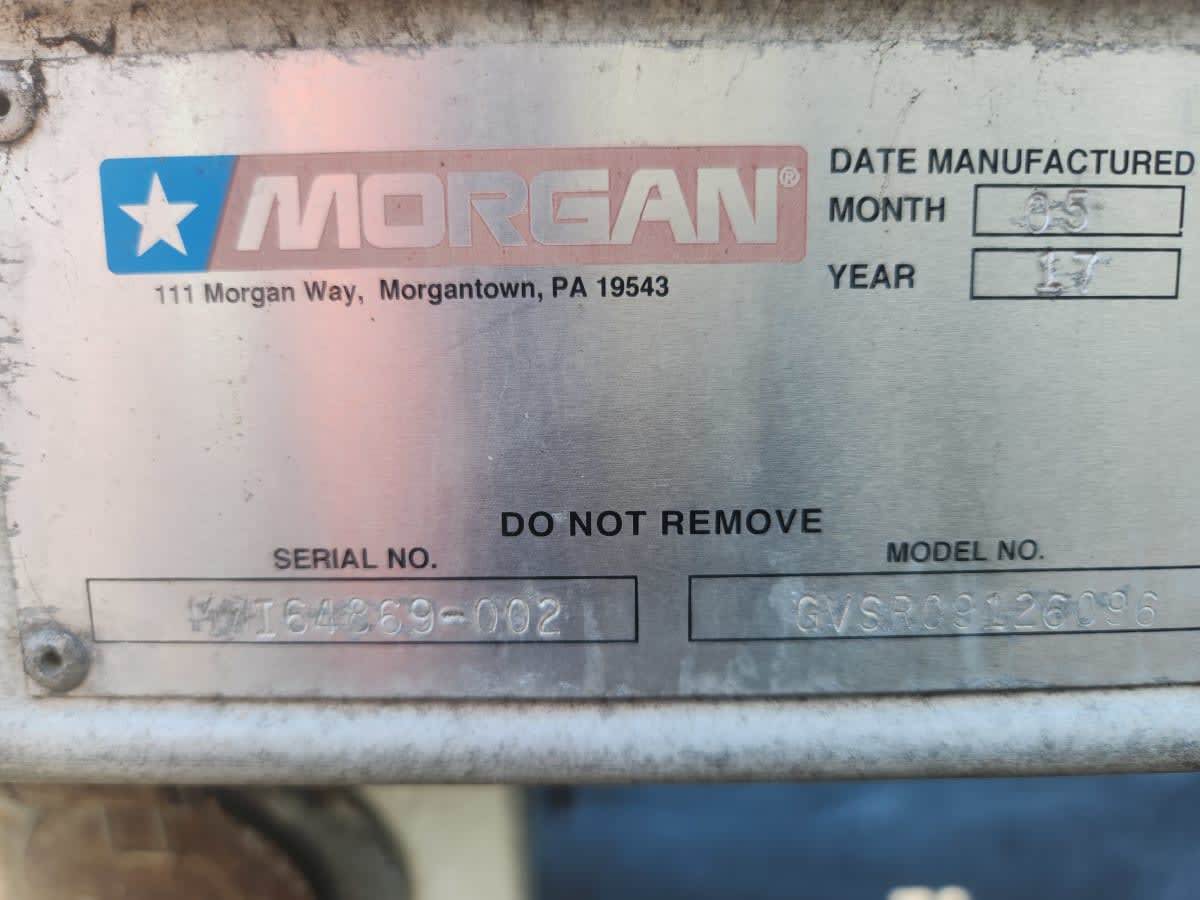 MORGAN®
111 Morgan Way, Morgantown, PA 19543
DATE MANUFACTURED
MONTH 05
YEAR 17
DO NOT REMOVE
SERIAL NO.
MODEL NO.
GVSR09126096